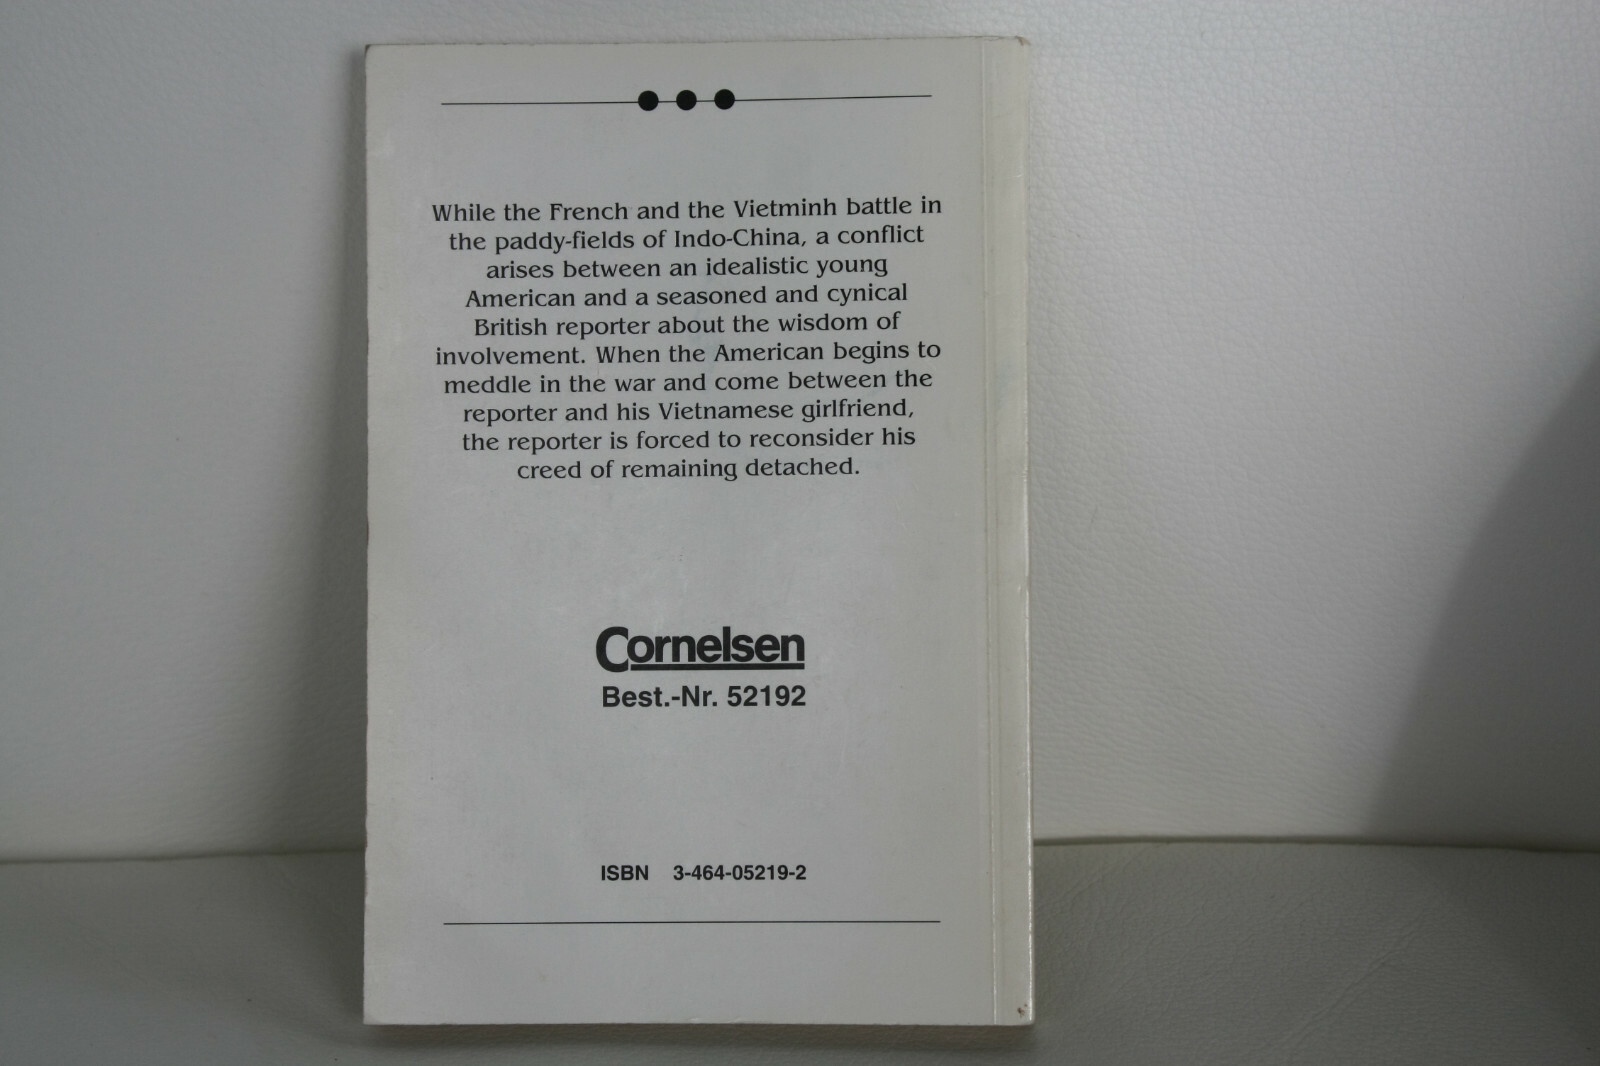 While the French and the Vietminh battle in
the paddy-fields of Indo-China, a conflict
arises between an idealistic young
American and a seasoned and cynical
British reporter about the wisdom of
involvement. When the American begins to
meddle in the war and come between the
reporter and his Vietnamese girlfriend,
the reporter is forced to reconsider his
creed of remaining detached.
Cornelsen
Best.-Nr. 52192
ISBN 3-464-05219-2